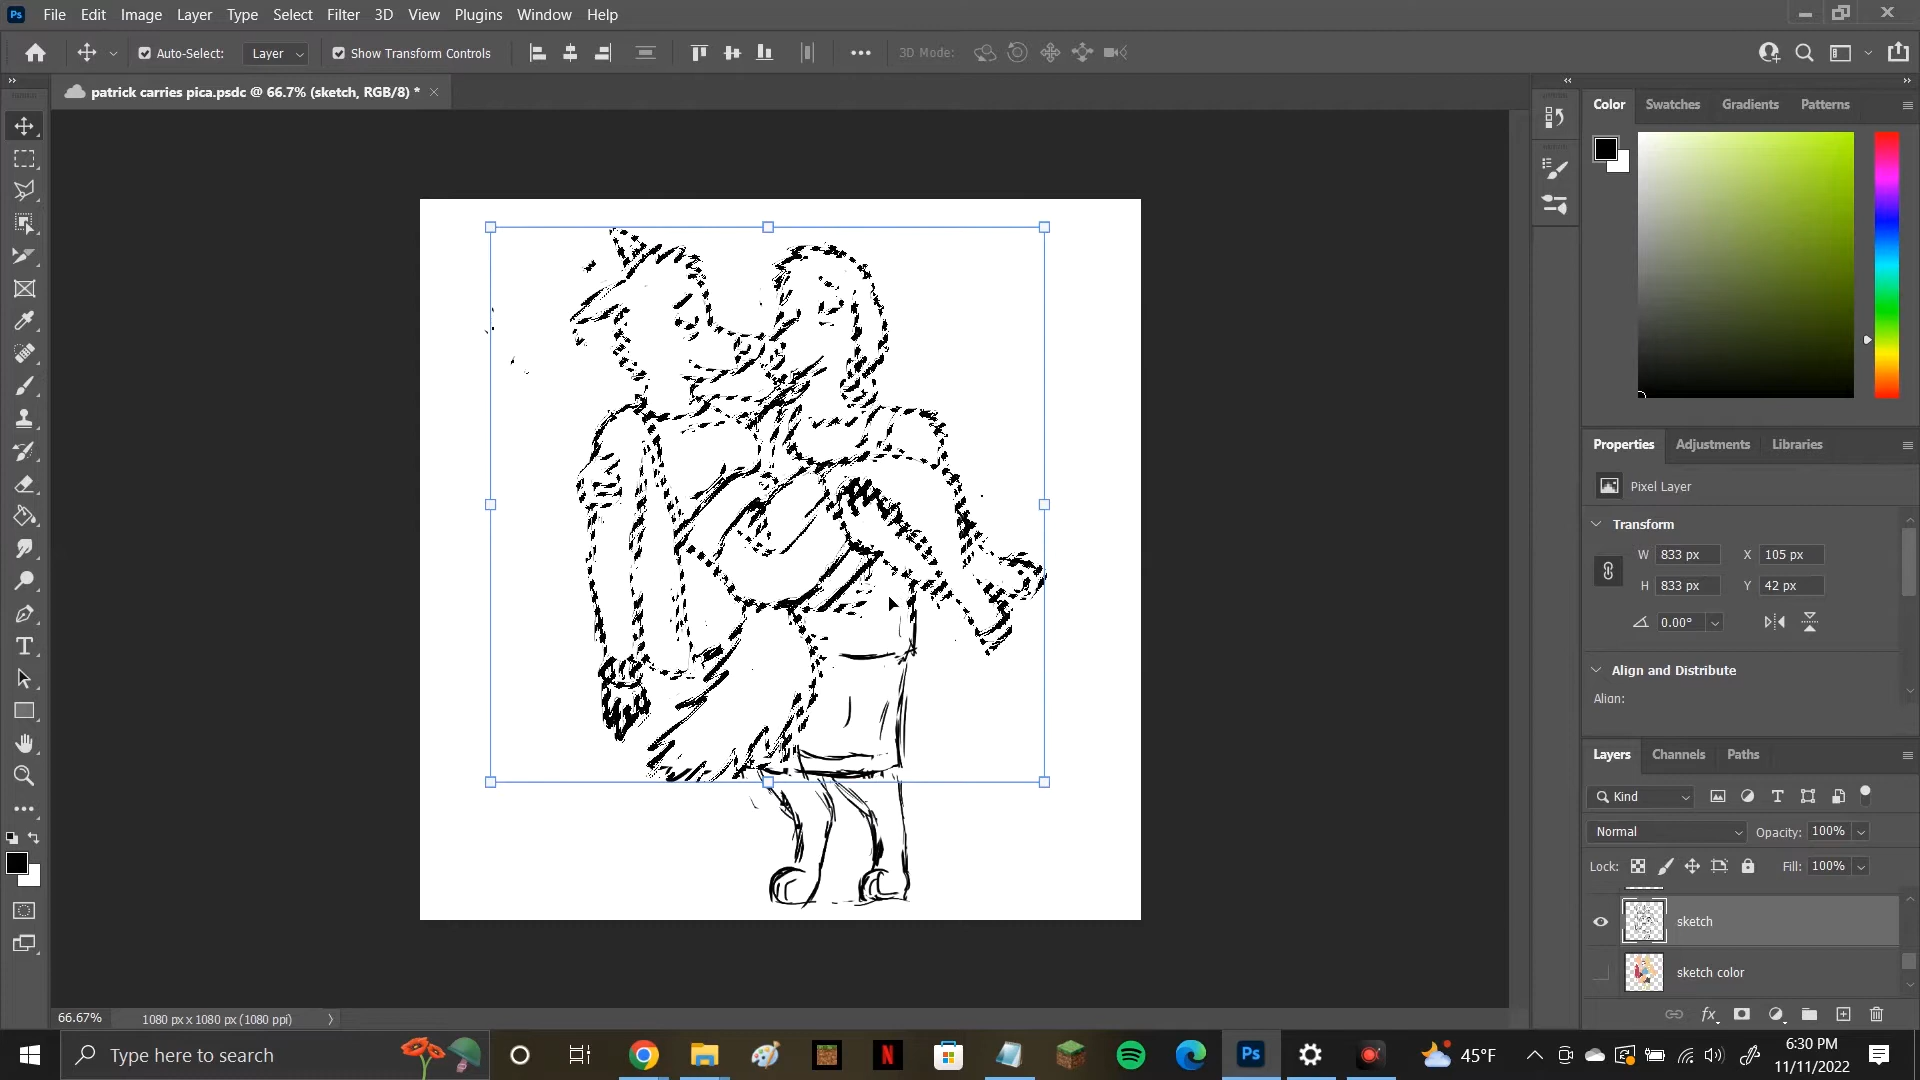 Ps File Edit Image Layer Type Select Filter 3D View Plugins Window Help
Auto-Select: Layer Show Transform Controls 3D Mode:
patrick carries pica.psdc @ 66.7% (sketch, RGB/8) *
Color Swatches Gradients Patterns
Properties Adjustments Libraries
Pixel Layer
Transform
W 833 px X 105 px
H 833 px Y 42 px
0.00°
Align and Distribute
Align:
Layers Channels Paths
Kind
Normal Opacity: 100%
Lock: Fill: 100%
sketch
sketch color
fx
66.67% 1080 px x 1080 px (1080 ppi)
Type here to search N Ps 45°F 6:30 PM
11/11/2022